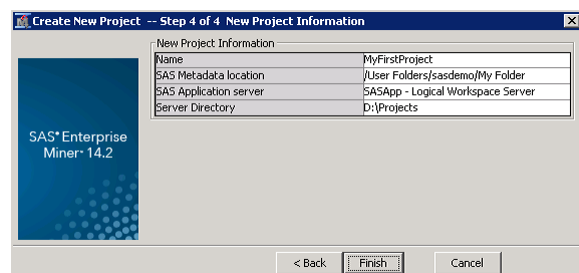 Create New Project -- Step 4 of 4 New Project Information
New Project Information
Name MyFirstProject
SAS Metadata location /User Folders/sasdemo/My Folder
SAS Application server SASApp - Logical Workspace Server
Server Directory D:\Projects
SAS® Enterprise
Miner™ 14.2
< Back Finish Cancel